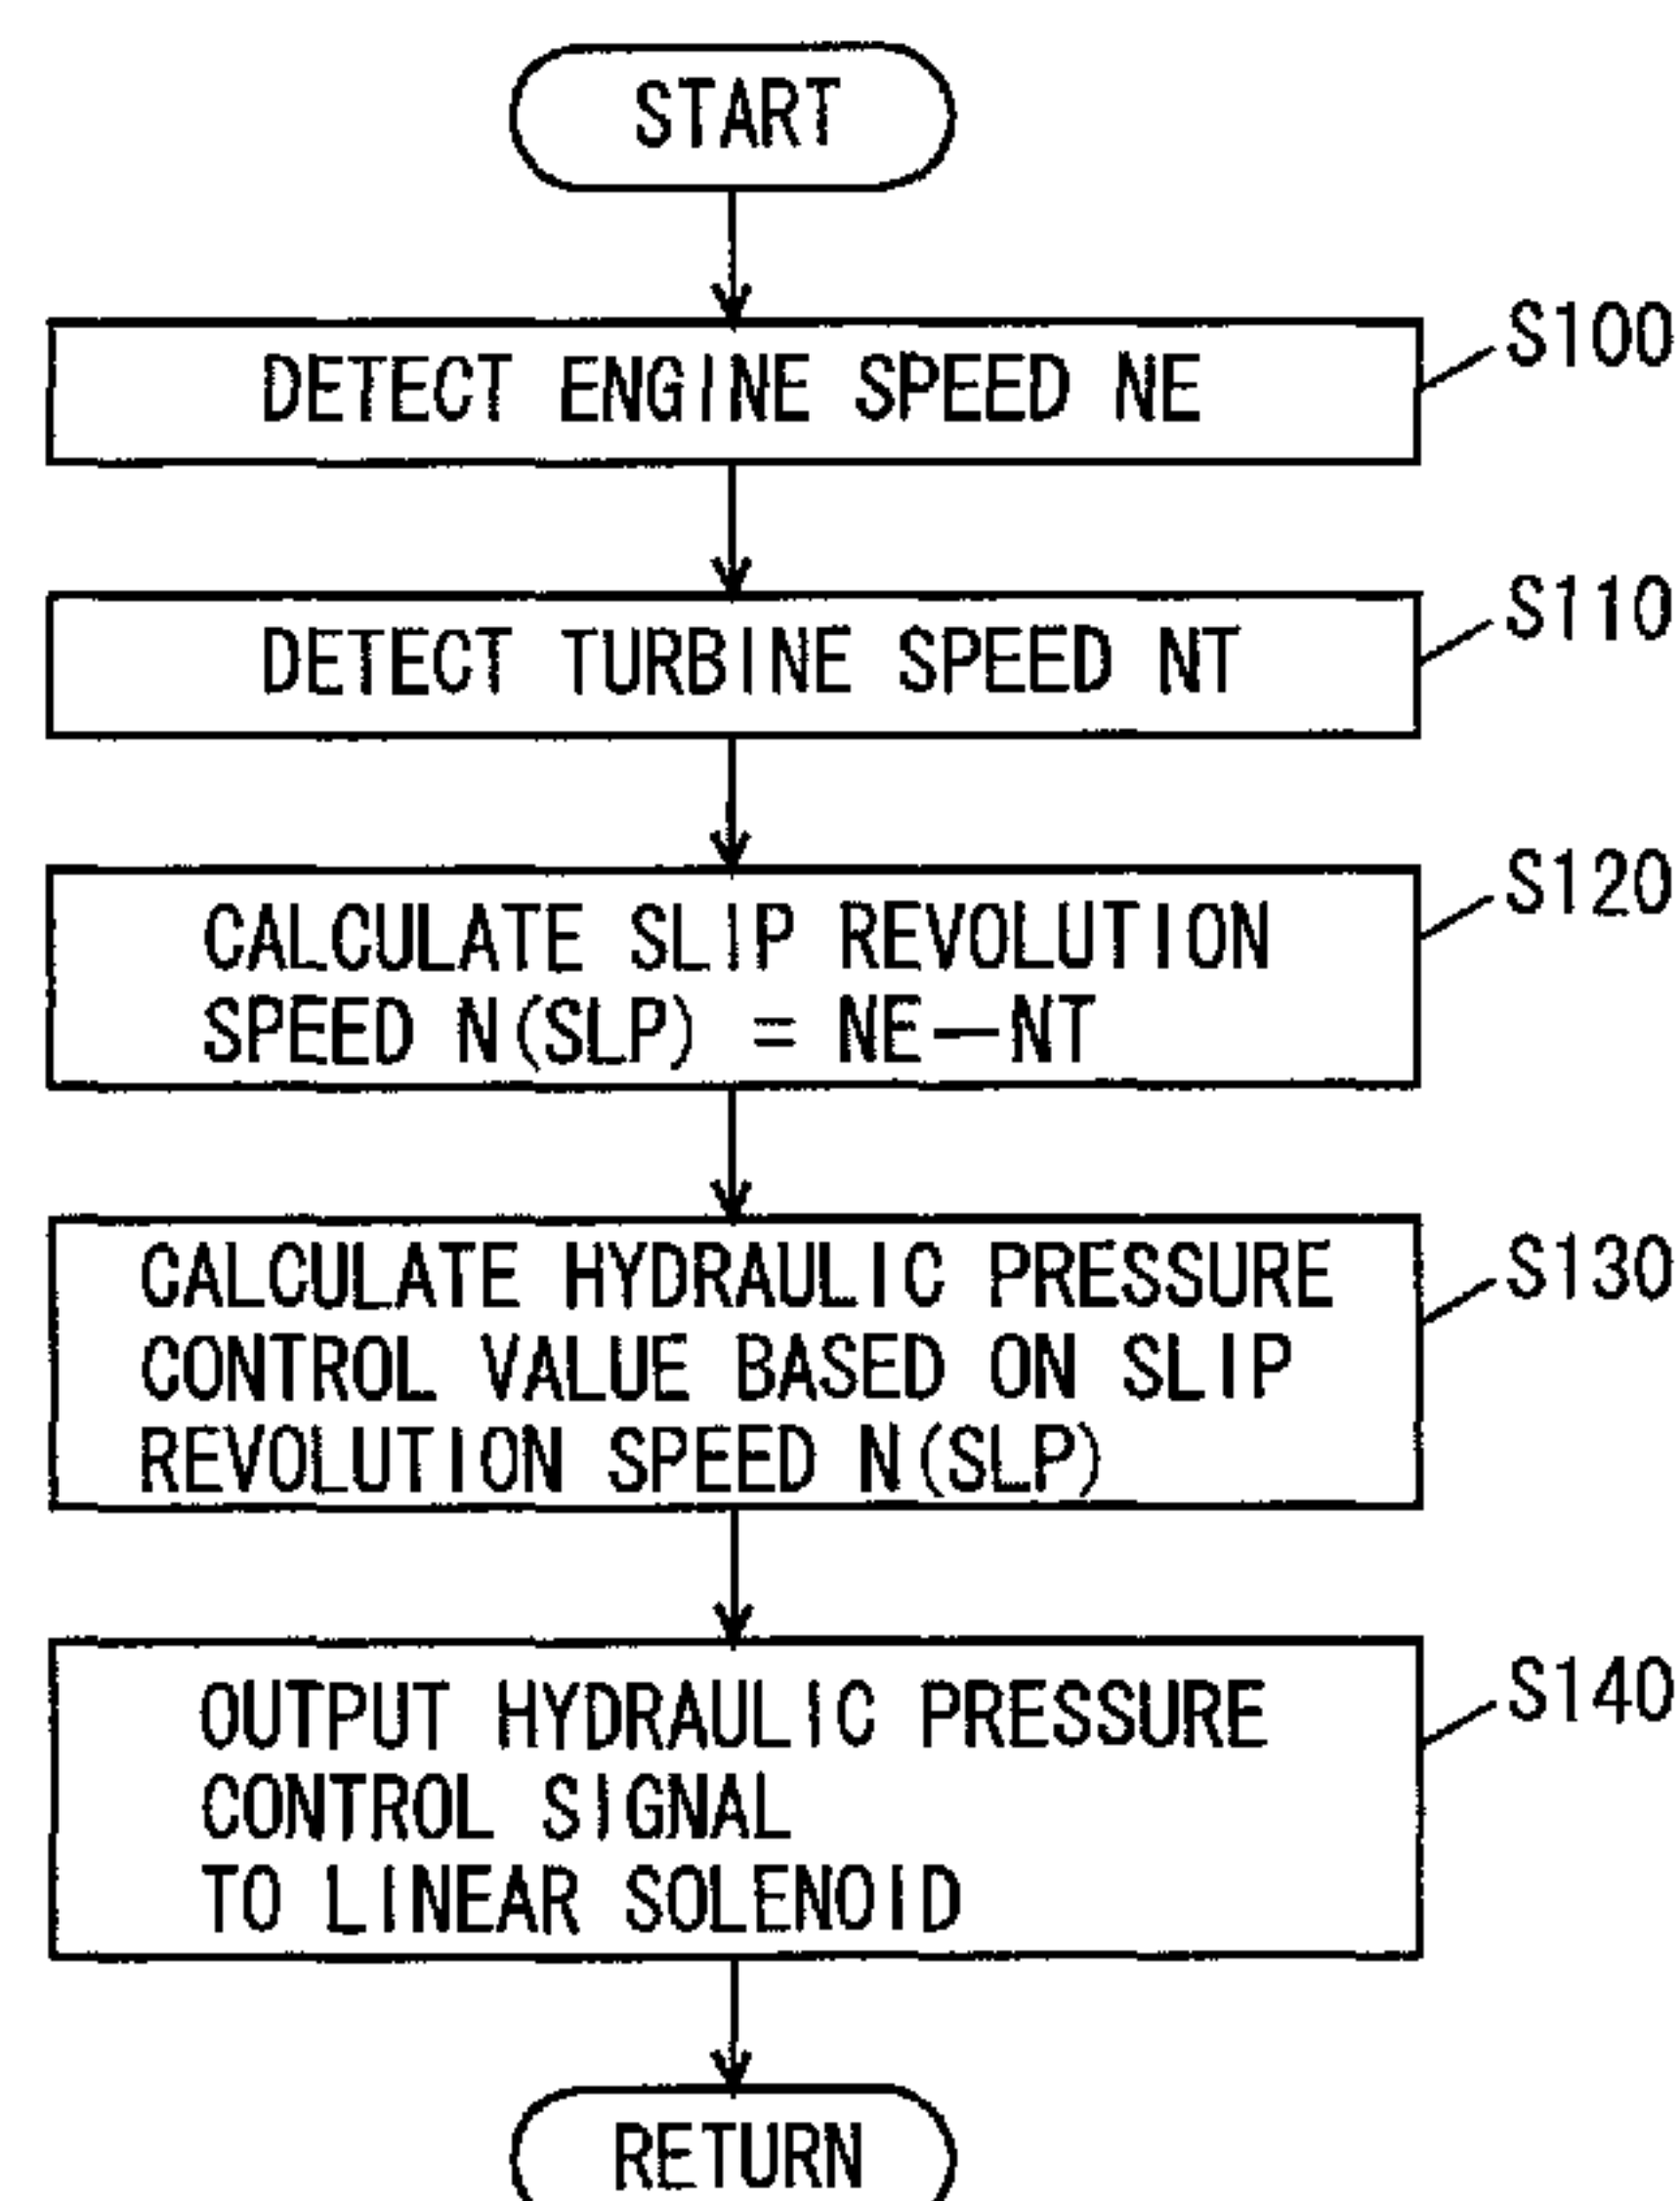 START
DETECT ENGINE SPEED NE
S100
DETECT TURBINE SPEED NT
S110
CALCULATE SLIP REVOLUTION
SPEED N(SLP) = NE—NT
S120
CALCULATE HYDRAULIC PRESSURE
CONTROL VALUE BASED ON SLIP
REVOLUTION SPEED N(SLP)
S130
OUTPUT HYDRAULIC PRESSURE
CONTROL SIGNAL
TO LINEAR SOLENOID
S140
RETURN